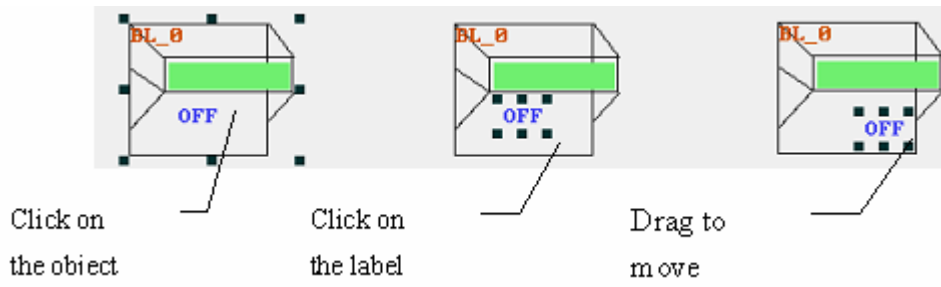 BL_0
BL_0
BL_0
OFF
OFF
OFF
Click on
the object
Click on
the label
Drag to
move